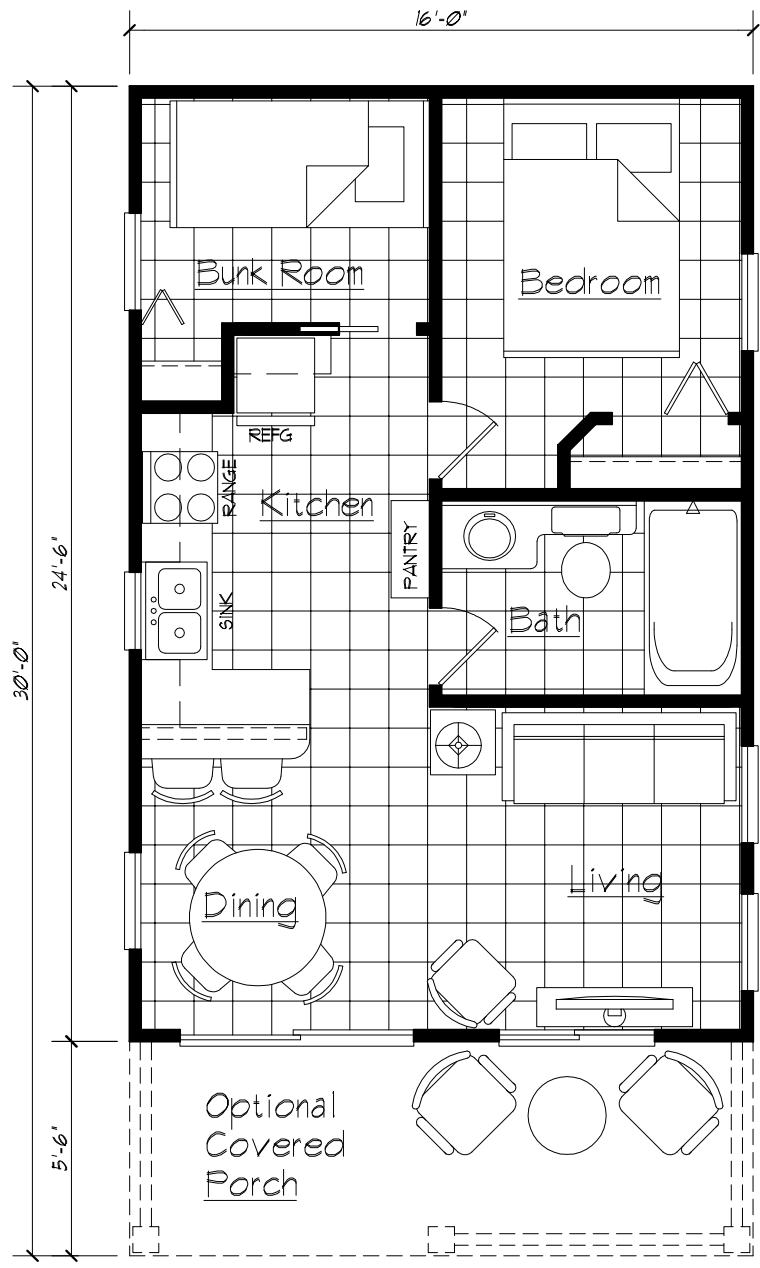 16'-0"
Bunk Room
Bedroom
REFG
RANGE
Kitchen
PANTRY
24'-6"
SINK
Bath
30'-0"
Living
Dining
Optional
Covered
Porch
5'-6"